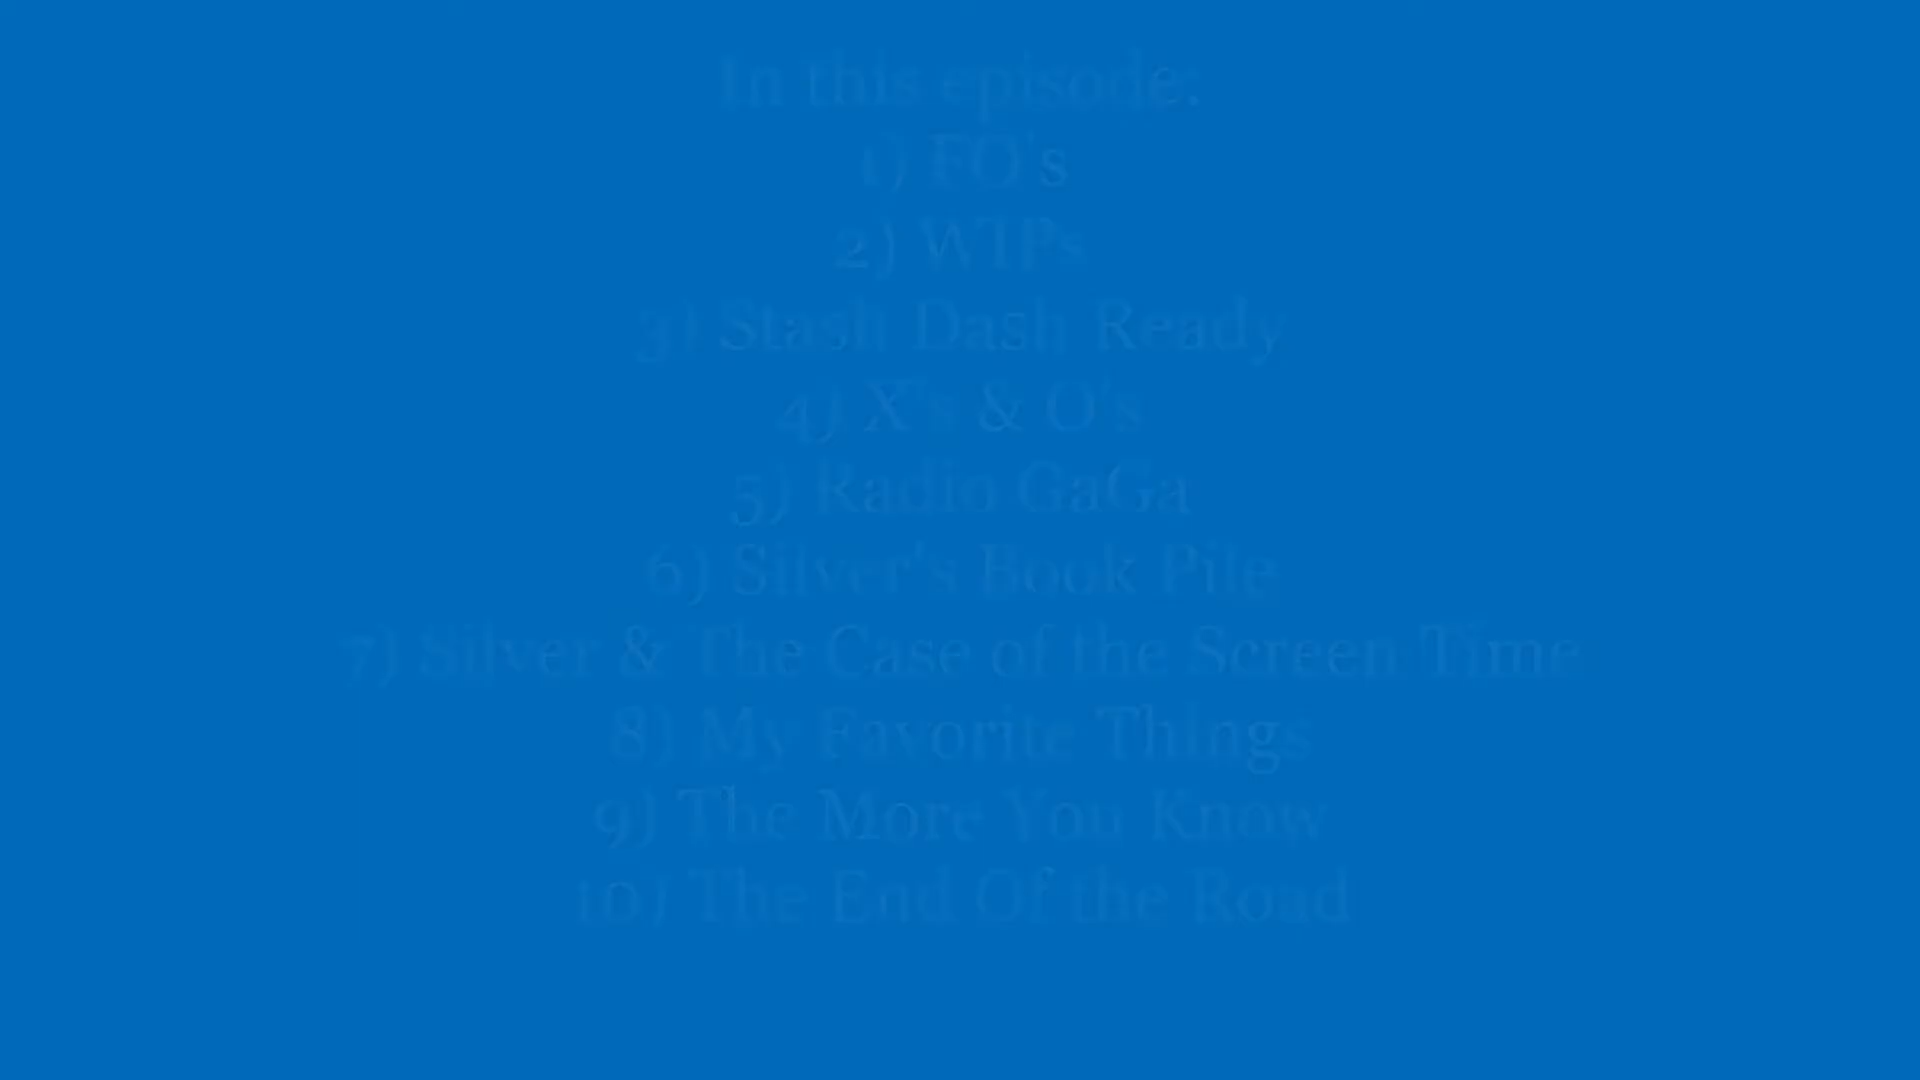 In this episode:
1) FO's
2) WIPs
3) Stash Dash Ready
4) X's & O's
5) Radio GaGa
6) Silver's Book Pile
7) Silver & The Case of the Screen Time
8) My Favorite Things
9) The More You Know
10) The End Of the Road